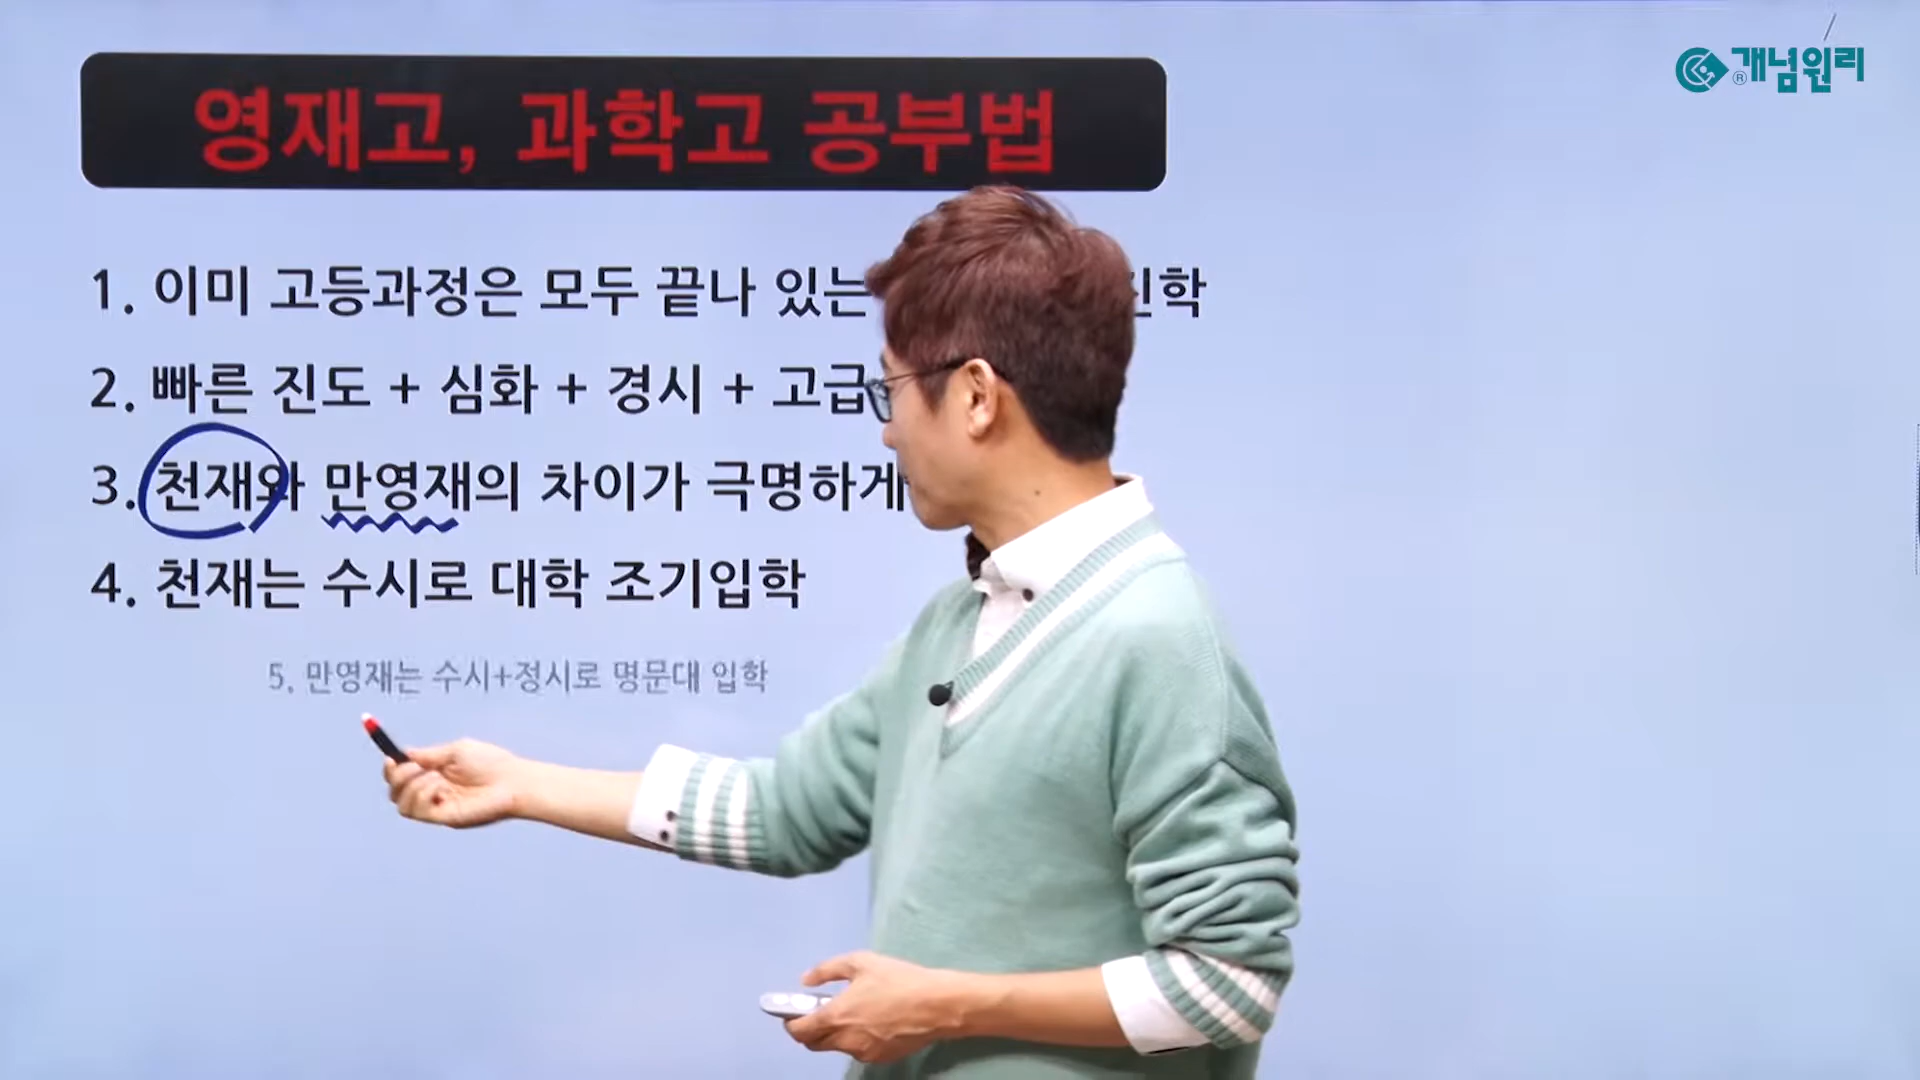 개념원리
영재고, 과학고 공부법
1. 이미 고등과정은 모두 끝나 있는
2. 빠른 진도 + 심화 + 경시 + 고급
3. 천재와 만영재의 차이가 극명하게
4. 천재는 수시로 대학 조기입학
5. 만영재는 수시+정시로 명문대 입학